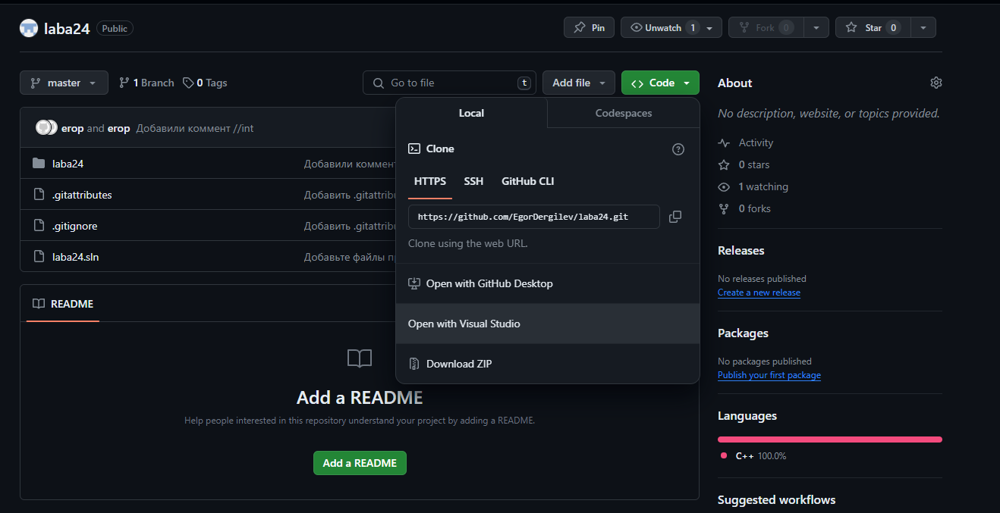 laba24 Public Pin Unwatch 1 Fork 0 Star 0
master 1 Branch 0 Tags Go to file t Add file Code
erop and erop Добавили коммент //int
laba24 Добавили коммент
.gitattributes Добавить .gitattribu
.gitignore Добавить .gitattribu
laba24.sln Добавьте файлы п
README
Add a README
Help people interested in this repository understand your project by adding a README.
Add a README
Local Codespaces
Clone
HTTPS SSH GitHub CLI
https://github.com/EgorDergilev/laba24.git
Clone using the web URL.
Open with GitHub Desktop
Open with Visual Studio
Download ZIP
About
No description, website, or topics provided.
Activity
0 stars
1 watching
0 forks
Releases
No releases published
Create a new release
Packages
No packages published
Publish your first package
Languages
C++ 100.0%
Suggested workflows